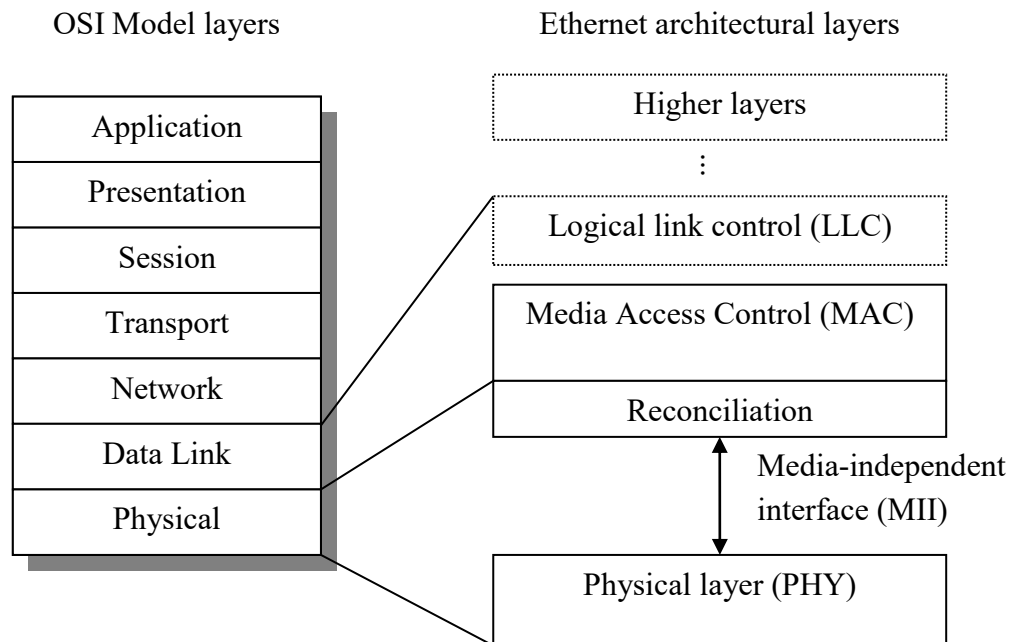 OSI Model layers
Ethernet architectural layers
Application
Presentation
Session
Transport
Network
Data Link
Physical
Higher layers
⋮
Logical link control (LLC)
Media Access Control (MAC)
Reconciliation
Media-independent
interface (MII)
Physical layer (PHY)